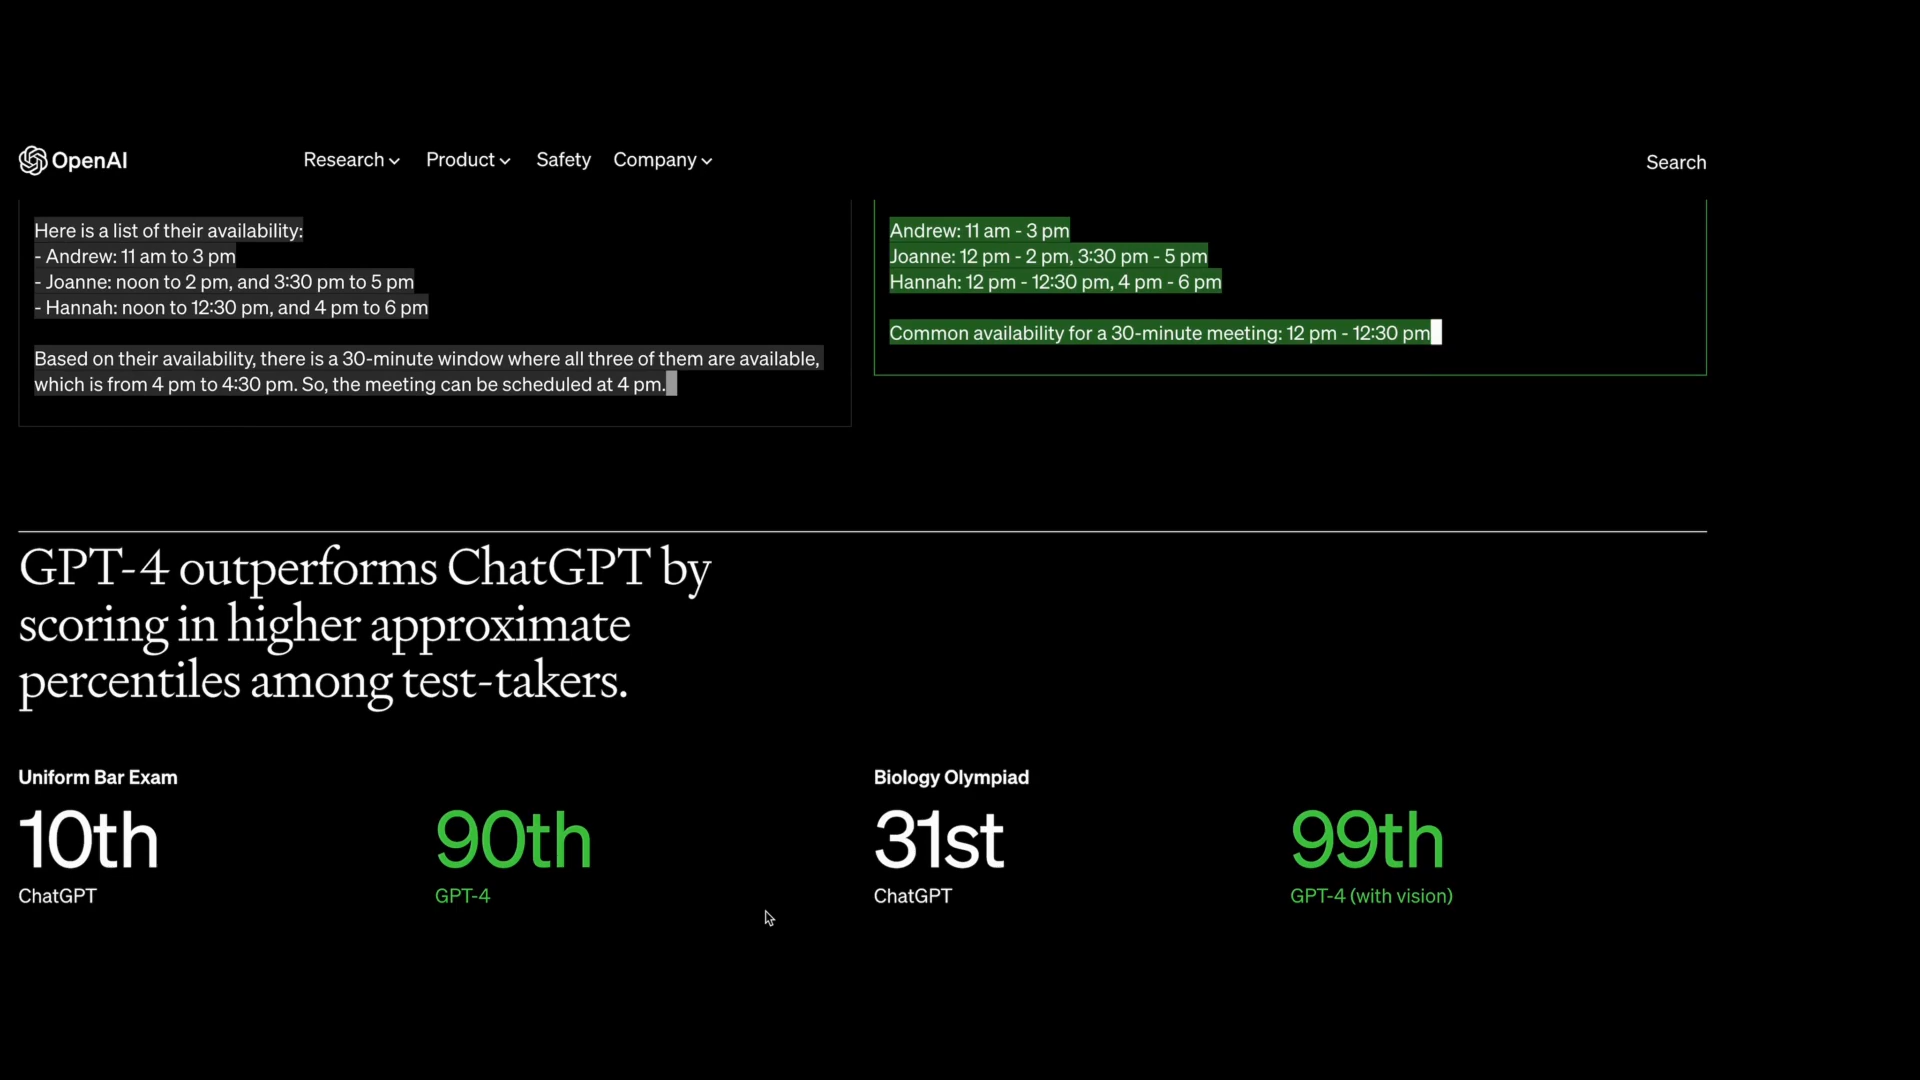 OpenAI
Research
Product
Safety
Company
Search
Here is a list of their availability:
- Andrew: 11 am to 3 pm
- Joanne: noon to 2 pm, and 3:30 pm to 5 pm
- Hannah: noon to 12:30 pm, and 4 pm to 6 pm
Based on their availability, there is a 30-minute window where all three of them are available,
which is from 4 pm to 4:30 pm. So, the meeting can be scheduled at 4 pm.
Andrew: 11 am - 3 pm
Joanne: 12 pm - 2 pm, 3:30 pm - 5 pm
Hannah: 12 pm - 12:30 pm, 4 pm - 6 pm
Common availability for a 30-minute meeting: 12 pm - 12:30 pm
GPT-4 outperforms ChatGPT by
scoring in higher approximate
percentiles among test-takers.
Uniform Bar Exam
10th
ChatGPT
90th
GPT-4
Biology Olympiad
31st
ChatGPT
99th
GPT-4 (with vision)